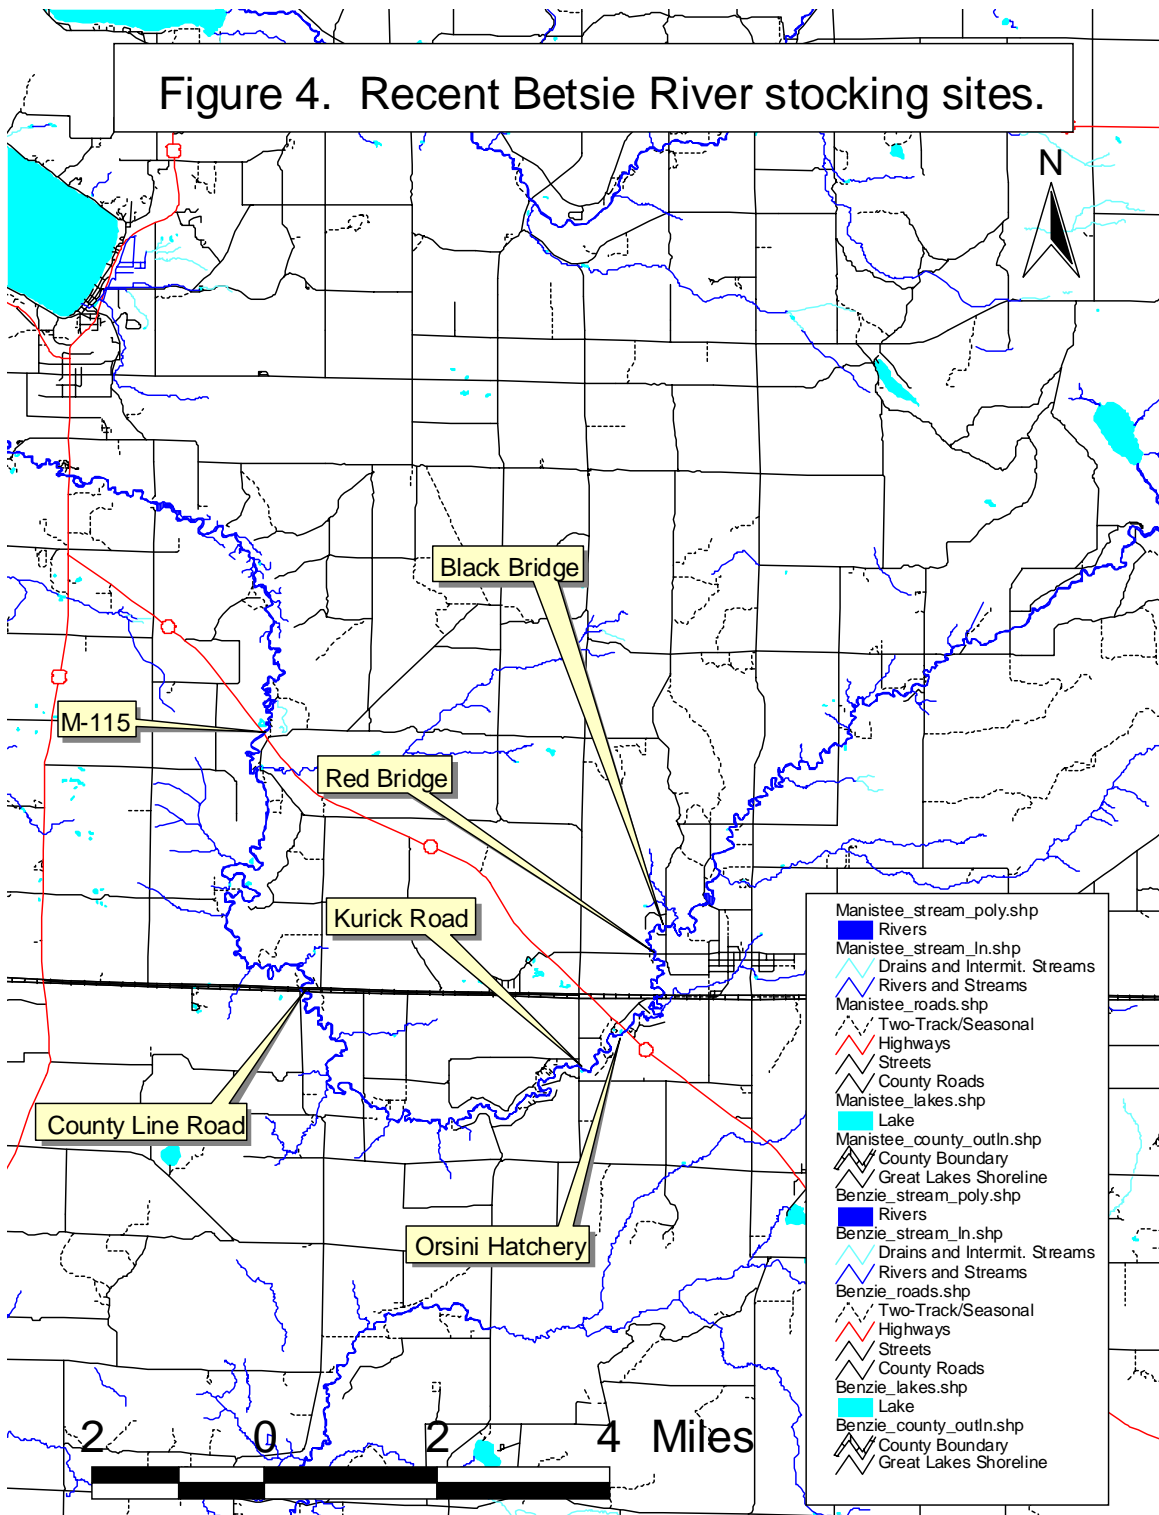 Figure 4. Recent Betsie River stocking sites.
N
Black Bridge
M-115
Red Bridge
Kurick Road
County Line Road
Orsini Hatchery
Manistee_stream_poly.shp
Rivers
Manistee_stream_ln.shp
Drains and Intermit. Streams
Rivers and Streams
Manistee_roads.shp
Two-Track/Seasonal
Highways
Streets
County Roads
Manistee_lakes.shp
Lake
Manistee_county_outln.shp
County Boundary
Great Lakes Shoreline
Benzie_stream_poly.shp
Rivers
Benzie_stream_ln.shp
Drains and Intermit. Streams
Rivers and Streams
Benzie_roads.shp
Two-Track/Seasonal
Highways
Streets
County Roads
Benzie_lakes.shp
Lake
Benzie_county_outln.shp
County Boundary
Great Lakes Shoreline
2 0 2 4 Miles